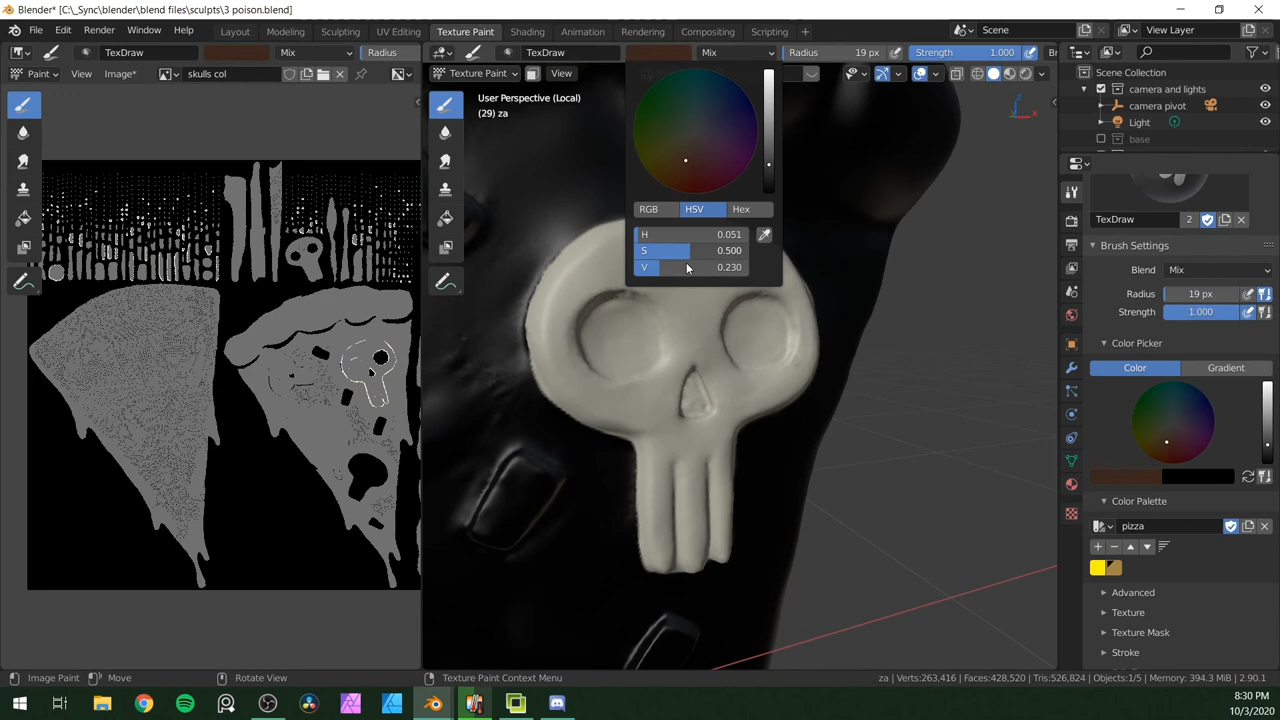 Blender* [C:\_Sync\blender\blend files\sculpts\3 poison.blend]
File Edit Render Window Help Layout Modeling Sculpting UV Editing Texture Paint Shading Animation Rendering Compositing Scripting + Scene View Layer
TexDraw Mix Radius TexDraw Mix Radius 19 px Strength 1.000 Br
Paint View Image* skulls col Texture Paint View
Scene Collection
camera and lights
camera pivot
Light
base
User Perspective (Local)
(29) za
RGB HSV Hex
H 0.051
S 0.500
V 0.230
TexDraw 2
Brush Settings
Blend Mix
Radius 19 px
Strength 1.000
Color Picker
Color Gradient
Color Palette
pizza
Advanced
Texture
Texture Mask
Stroke
Image Paint Move Rotate View Texture Paint Context Menu za | Verts:263,416 | Faces:428,520 | Tris:526,824 | Objects:1/5 | Memory: 394.3 MiB | 2.90.1
8:30 PM
10/3/2020